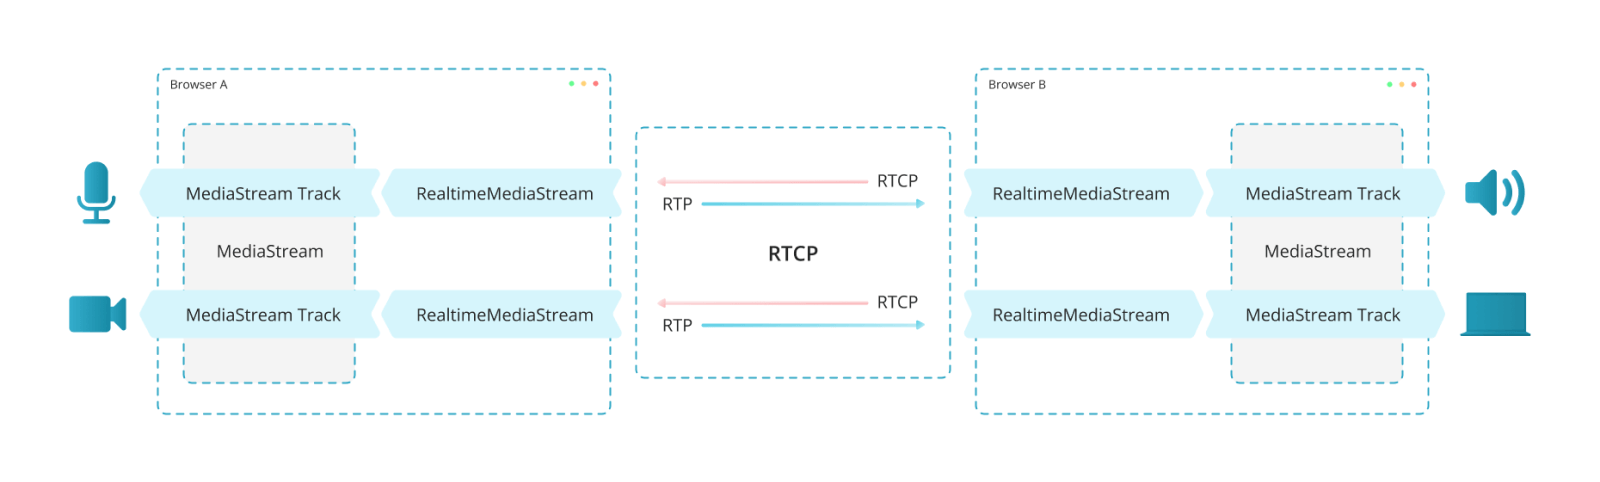 Browser A
Browser B
MediaStream Track
RealtimeMediaStream
RTCP
RTP
RealtimeMediaStream
MediaStream Track
MediaStream
RTCP
MediaStream
MediaStream Track
RealtimeMediaStream
RTCP
RTP
RealtimeMediaStream
MediaStream Track